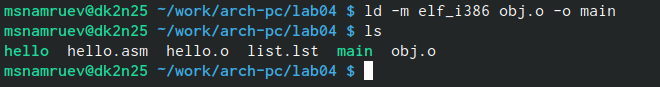 msnamruev@dk2n25 ~/work/arch-pc/lab04 $ ld -m elf_i386 obj.o -o main
msnamruev@dk2n25 ~/work/arch-pc/lab04 $ ls
hello  hello.asm  hello.o  list.lst  main  obj.o
msnamruev@dk2n25 ~/work/arch-pc/lab04 $